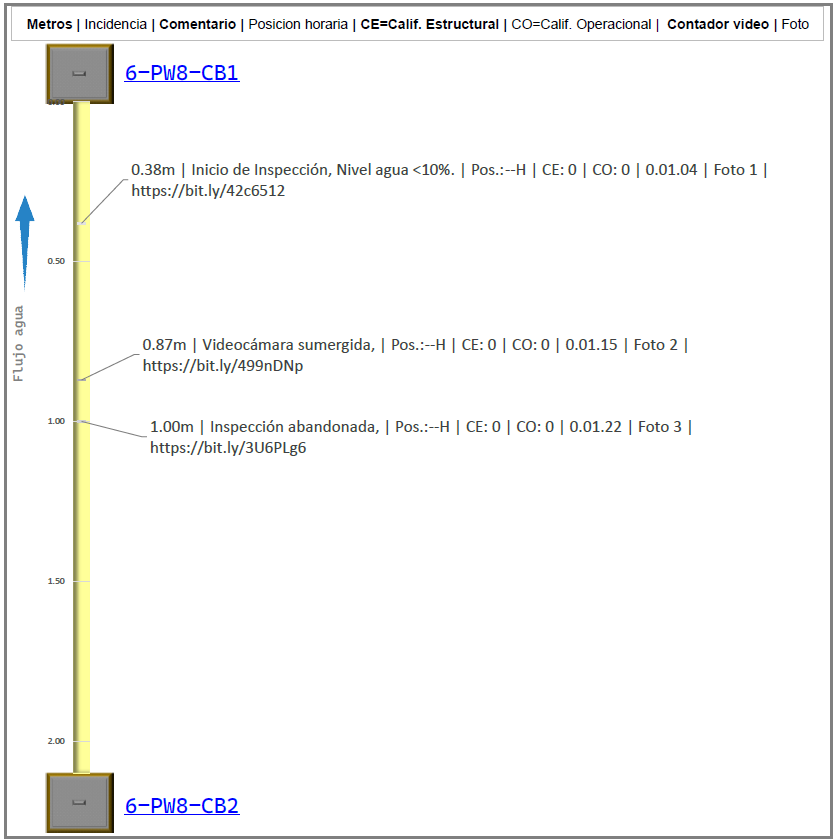 Metros | Incidencia | Comentario | Posicion horaria | CE=Calif. Estructural | CO=Calif. Operacional | Contador video | Foto
6-PW8-CB1
0.38m | Inicio de Inspección, Nivel agua <10%. | Pos.:--H | CE: 0 | CO: 0 | 0.01.04 | Foto 1 |
https://bit.ly/42c6512
0.50
Flujo agua
0.87m | Videocámara sumergida, | Pos.:--H | CE: 0 | CO: 0 | 0.01.15 | Foto 2 |
https://bit.ly/499nDNp
1.00
1.00m | Inspección abandonada, | Pos.:--H | CE: 0 | CO: 0 | 0.01.22 | Foto 3 |
https://bit.ly/3U6PLg6
1.50
2.00
6-PW8-CB2